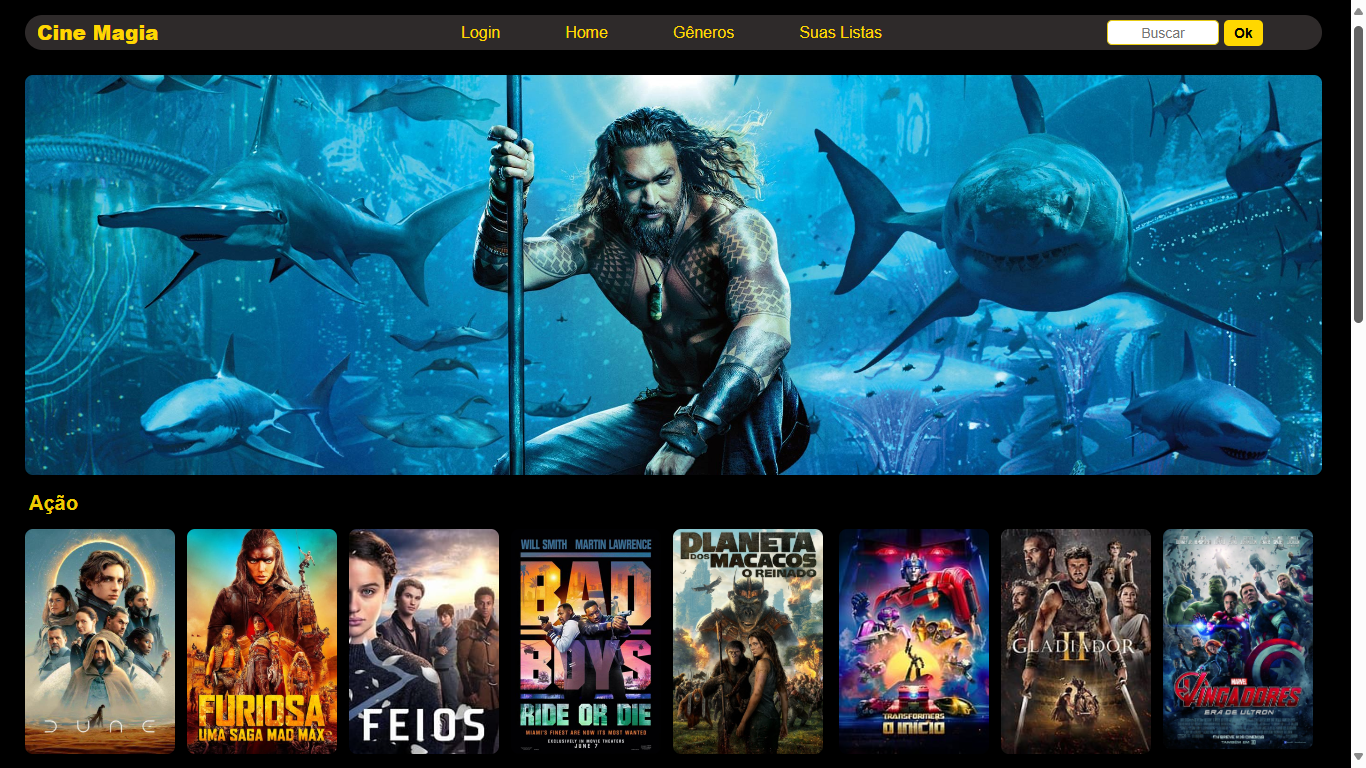 Cine Magia
Login
Home
Gêneros
Suas Listas
Buscar
Ok
Ação
DUNE
FURIOSA
UMA SAGA MAD MAX
FEIOS
WILL SMITH MARTIN LAWRENCE
BAD
BOYS
RIDE OR DIE
MIAMI'S FINEST ARE NOW ITS MOST WANTED
EXCLUSIVELY IN MOVIE THEATERS
JUNE 7
PLANETA
DOS MACACOS
O REINADO
TRANSFORMERS
O INÍCIO
GLADIADOR
II
MARVEL
VINGADORES
ERA DE ULTRON